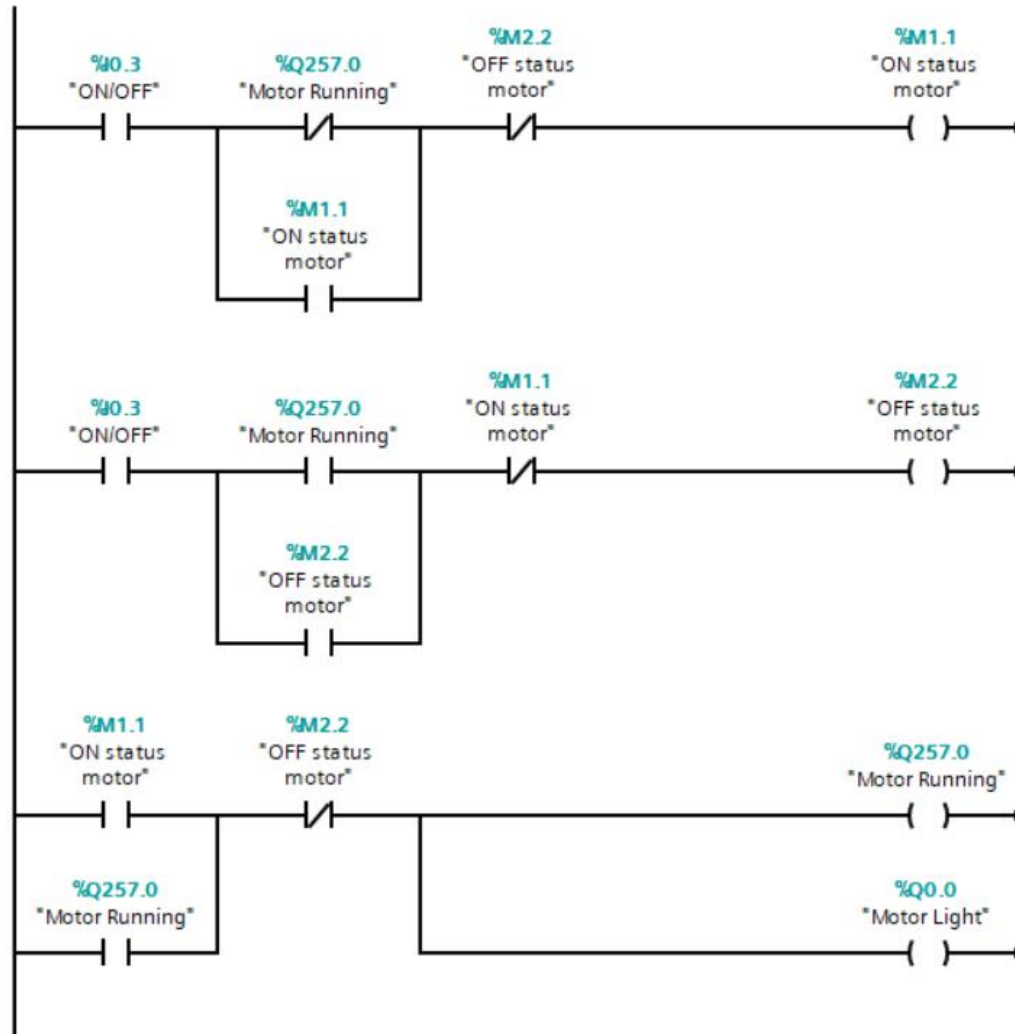 %I0.3
"ON/OFF"
%Q257.0
"Motor Running"
%M2.2
"OFF status
motor"
%M1.1
"ON status
motor"
%M1.1
"ON status
motor"
%I0.3
"ON/OFF"
%Q257.0
"Motor Running"
%M1.1
"ON status
motor"
%M2.2
"OFF status
motor"
%M2.2
"OFF status
motor"
%M1.1
"ON status
motor"
%M2.2
"OFF status
motor"
%Q257.0
"Motor Running"
%Q257.0
"Motor Running"
%Q0.0
"Motor Light"